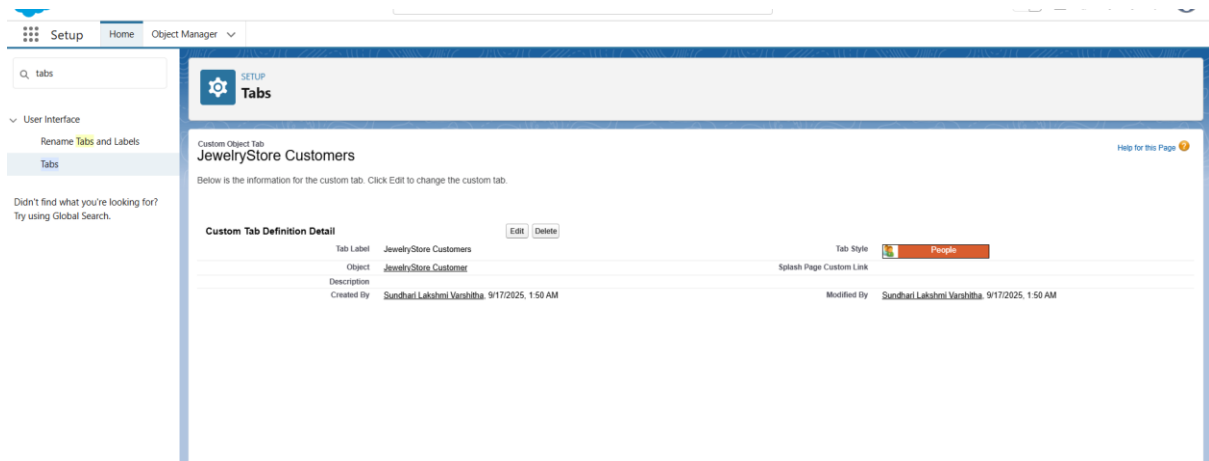 Setup Home Object Manager
tabs
SETUP
Tabs
User Interface
Rename Tabs and Labels
Tabs
Didn't find what you're looking for?
Try using Global Search.
Custom Object Tab
JewelryStore Customers
Help for this Page
Below is the information for the custom tab. Click Edit to change the custom tab.
Custom Tab Definition Detail Edit Delete
Tab Label JewelryStore Customers Tab Style People
Object JewelryStore Customer Splash Page Custom Link
Description
Created By Sundhari Lakshmi Varshitha, 9/17/2025, 1:50 AM Modified By Sundhari Lakshmi Varshitha, 9/17/2025, 1:50 AM